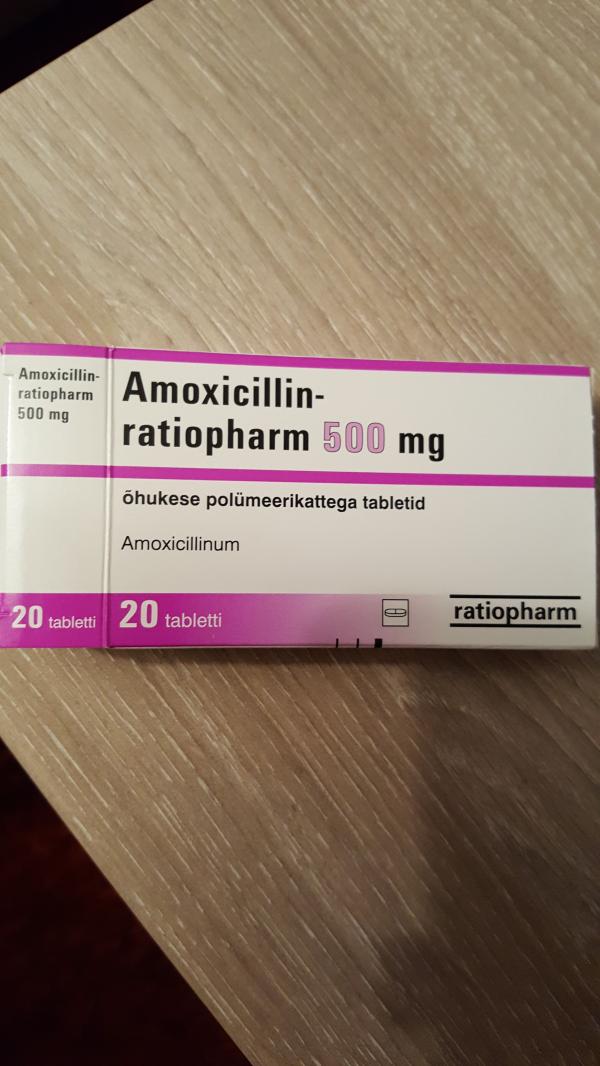 Amoxicillin-
ratiopharm
500 mg
20 tabletti
Amoxicillin-
ratiopharm 500 mg
õhukese polümeerikattega tabletid
Amoxicillinum
20 tabletti
ratiopharm